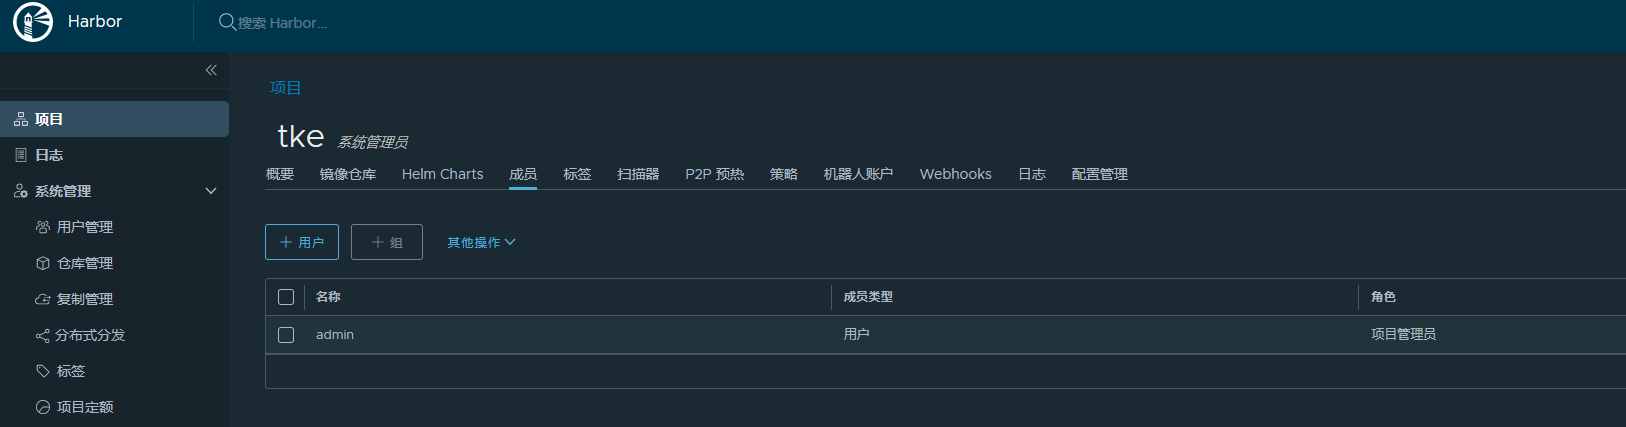 Harbor
搜索 Harbor...
项目
日志
系统管理
用户管理
仓库管理
复制管理
分布式分发
标签
项目定额
项目
tke 系统管理员
概要 镜像仓库 Helm Charts 成员 标签 扫描器 P2P 预热 策略 机器人账户 Webhooks 日志 配置管理
用户 组 其他操作
名称 成员类型 角色
admin 用户 项目管理员